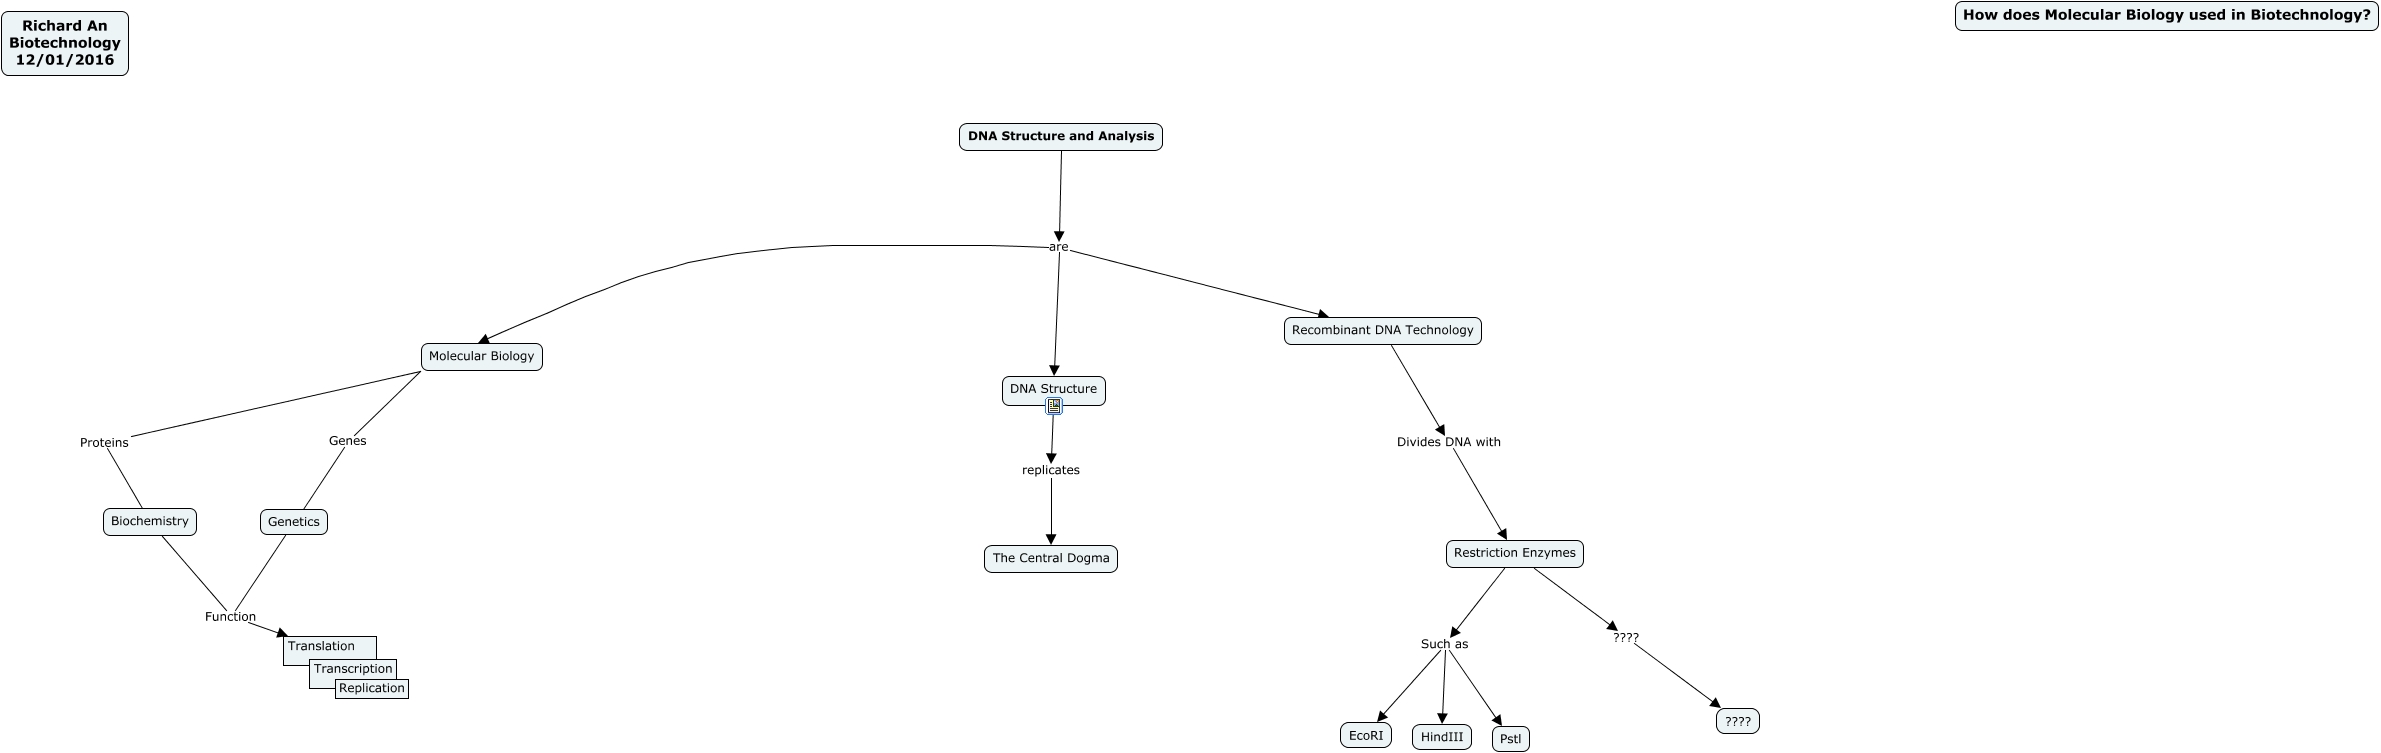 Richard An
Biotechnology
12/01/2016
How does Molecular Biology used in Biotechnology?
DNA Structure and Analysis
are
Molecular Biology
DNA Structure
Recombinant DNA Technology
Proteins
Genes
replicates
Divides DNA with
Biochemistry
Genetics
The Central Dogma
Restriction Enzymes
Function
Translation
Transcription
Replication
Such as
????
EcoRI
HindIII
PstI
????